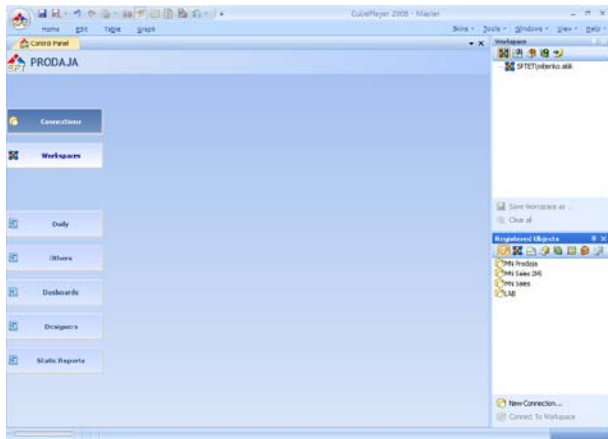 CubePlayer 2008 - Master
Home Edit Table Graph
Skins Tools Windows View Help
Control Panel
Workspace
PRODAJA
Connections
Workspaces
Save Workspace as ...
Clear all
Daily
Registered Objects
Others
MN Prodaja
MN Sales
LAB
Dashboards
Designers
Static Reports
New Connection...
Connect To Workspace